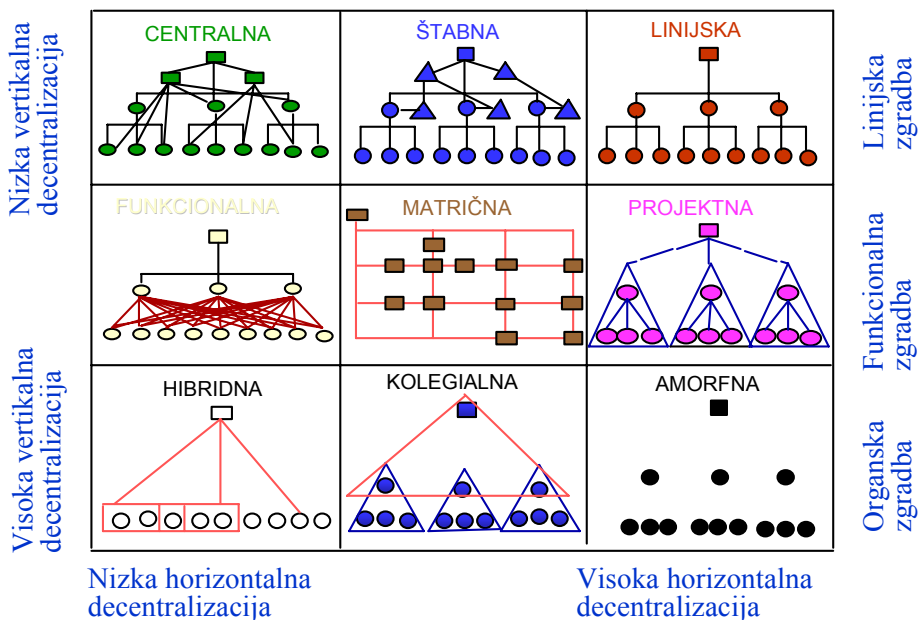 Nizka vertikalna
decentralizacija
CENTRALNA
ŠTABNA
LINIJSKA
Linijska
zgradba
FUNKCIONALNA
MATRIČNA
PROJEKTNA
Funkcionalna
zgradba
Visoka vertikalna
decentralizacija
HIBRIDNA
KOLEGIALNA
AMORFNA
Organska
zgradba
Nizka horizontalna
decentralizacija
Visoka horizontalna
decentralizacija